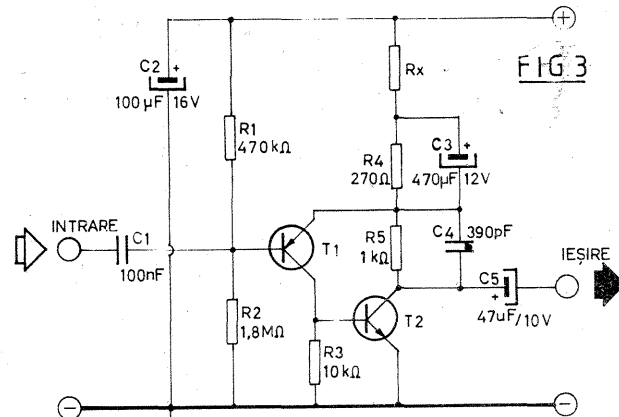 FIG 3
C2 +
100µF 16V
Rx
R1
470kΩ
R4
270Ω
C3 +
470µF 12V
INTRARE
C1
100nF
T1
R5
1kΩ
C4
390pF
IEȘIRE
C5
+
47uF/10V
R2
1,8MΩ
T2
R3
10kΩ